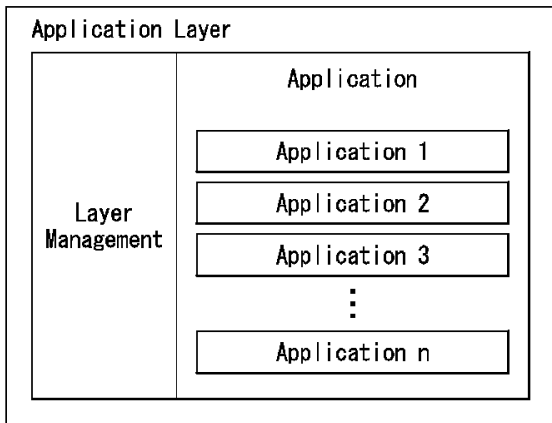 Application Layer
Layer
Management
Application
Application 1
Application 2
Application 3
⋮
Application n